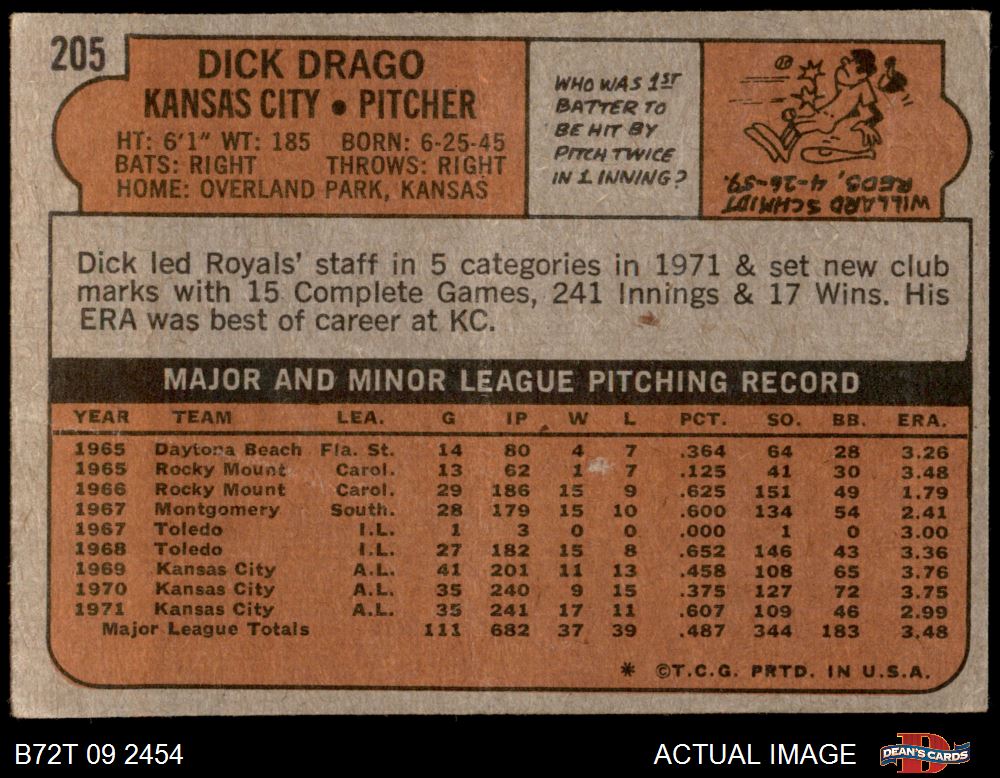 205
DICK DRAGO
KANSAS CITY • PITCHER
HT: 6'1" WT: 185 BORN: 6-25-45
BATS: RIGHT THROWS: RIGHT
HOME: OVERLAND PARK, KANSAS
WHO WAS 1ST
BATTER TO
BE HIT BY
PITCH TWICE
IN 1 INNING?
WILLARD SCHMIDT
REDS, 4-26-59.
Dick led Royals' staff in 5 categories in 1971 & set new club
marks with 15 Complete Games, 241 Innings & 17 Wins. His
ERA was best of career at KC.
MAJOR AND MINOR LEAGUE PITCHING RECORD
YEAR TEAM LEA. G IP W L PCT. SO. BB. ERA.
1965 Daytona Beach Fla. St. 14 80 4 7 .364 64 28 3.26
1965 Rocky Mount Carol. 13 62 1 7 .125 41 30 3.48
1966 Rocky Mount Carol. 29 186 15 9 .625 151 49 1.79
1967 Montgomery South. 28 179 15 10 .600 134 54 2.41
1967 Toledo I.L. 1 3 0 0 .000 1 0 3.00
1968 Toledo I.L. 27 182 15 8 .652 146 43 3.36
1969 Kansas City A.L. 41 201 11 13 .458 108 65 3.76
1970 Kansas City A.L. 35 240 9 15 .375 127 72 3.75
1971 Kansas City A.L. 35 241 17 11 .607 109 46 2.99
Major League Totals 111 682 37 39 .487 344 183 3.48
* ©T.C.G. PRTD. IN U.S.A.
B72T 09 2454
ACTUAL IMAGE
DEAN'S CARDS